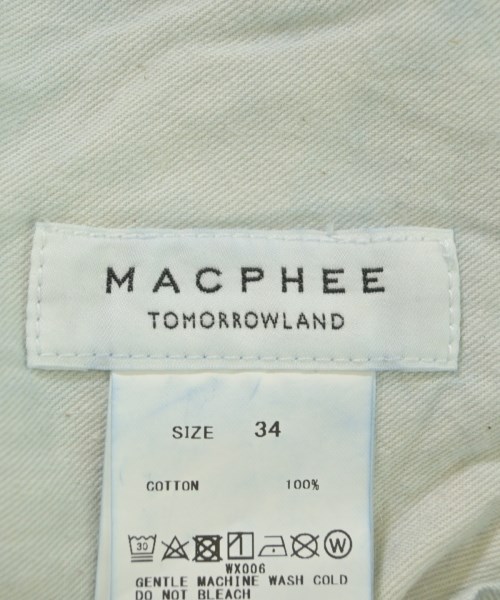 MACPHEE
TOMORROWLAND
SIZE 34
COTTON 100%
30 W
WX006
GENTLE MACHINE WASH COLD
DO NOT BLEACH